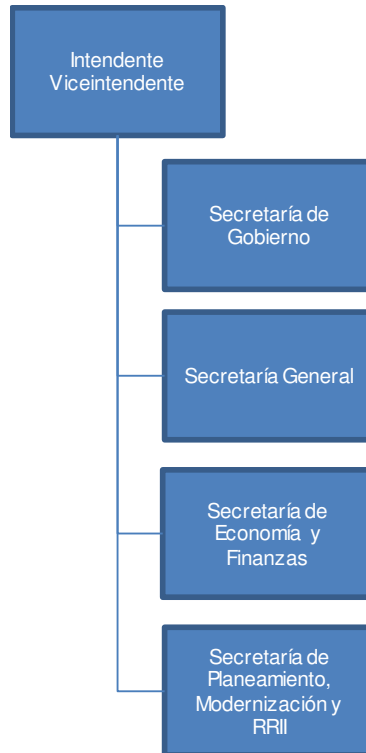 Intendente
Viceintendente
Secretaría de
Gobierno
Secretaría General
Secretaría de
Economía y
Finanzas
Secretaría de
Planeamiento,
Modernización y
RRII